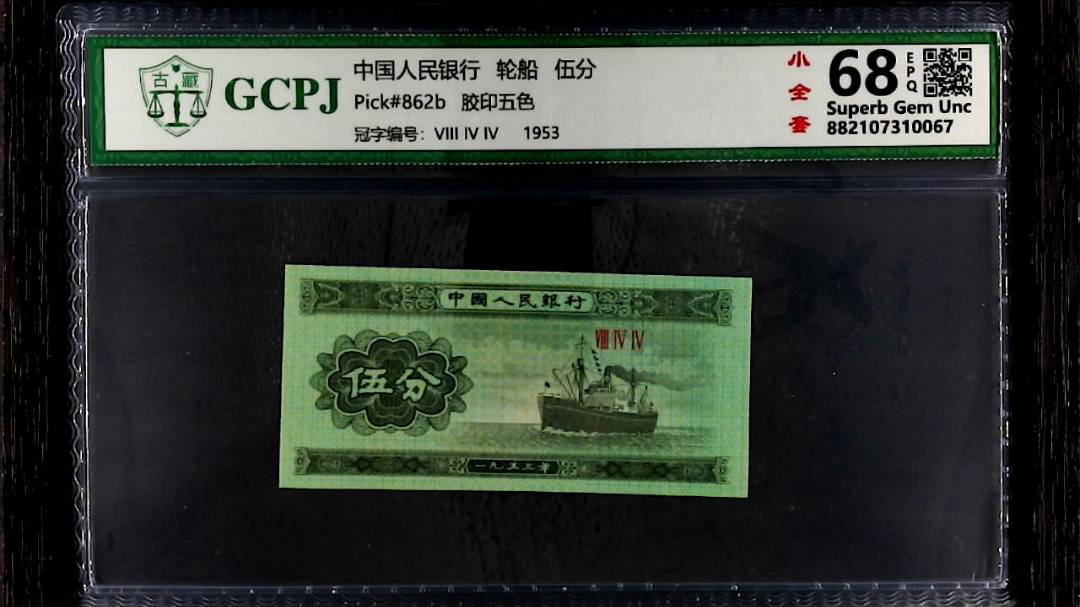 古 藏
GCPJ
中国人民银行 轮船 伍分
Pick#862b 胶印五色
冠字编号: VIII IV IV 1953
小全套
68 EPQ
Superb Gem Unc
882107310067
中國人民銀行
VIII IV IV
伍分
一九五三年